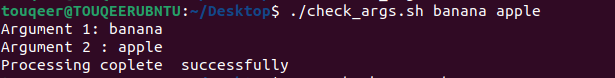 touqeer@TOUQEERUBNTU:~/Desktop$ ./check_args.sh banana apple
Argument 1: banana
Argument 2 : apple
Processing coplete  successfully